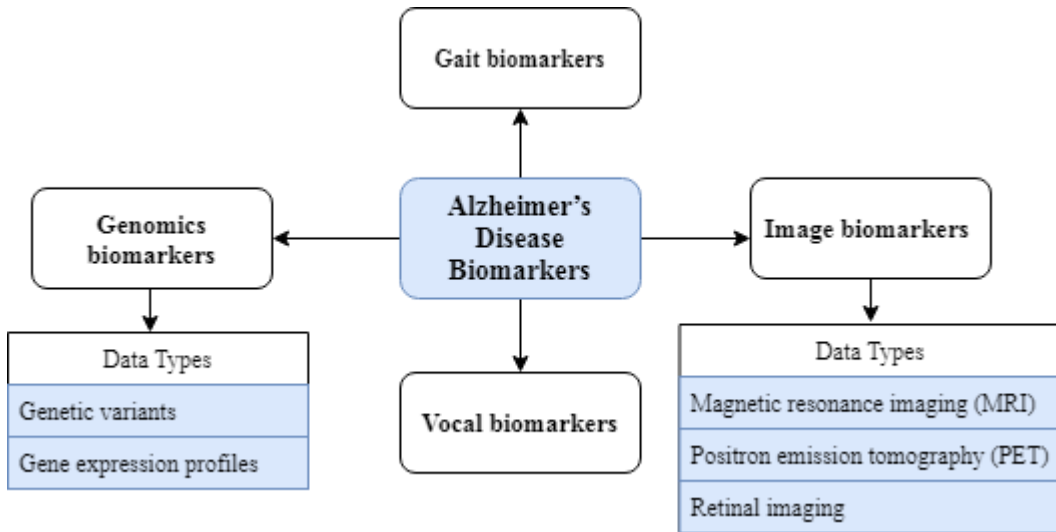 Gait biomarkers
Genomics
biomarkers
Alzheimer’s
Disease
Biomarkers
Image biomarkers
Data Types
Genetic variants
Gene expression profiles
Vocal biomarkers
Data Types
Magnetic resonance imaging (MRI)
Positron emission tomography (PET)
Retinal imaging